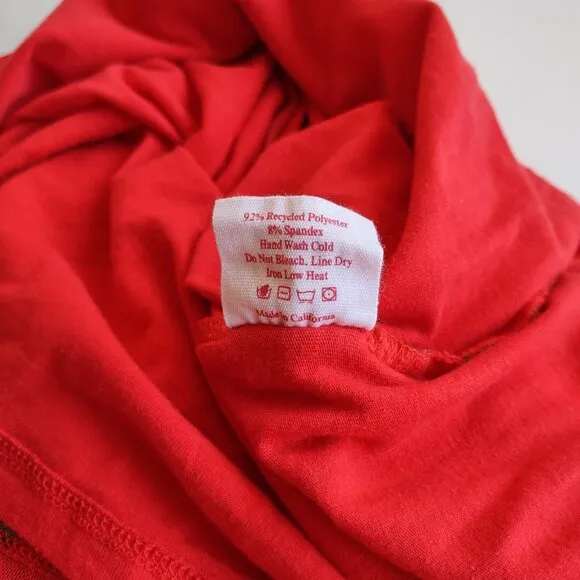 92% Recycled Polyester
8% Spandex
Hand Wash Cold
Do Not Bleach, Line Dry
Iron Low Heat
Made in California